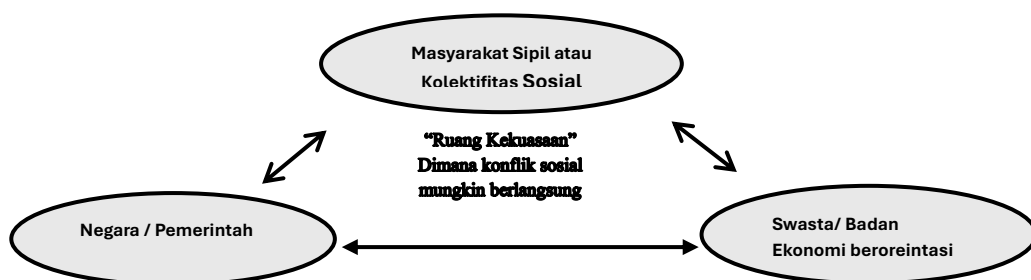 Masyarakat Sipil atau
Kolektifitas Sosial
“Ruang Kekuasaan”
Dimana konflik sosial
mungkin berlangsung
Negara / Pemerintah
Swasta/ Badan
Ekonomi beroreintasi